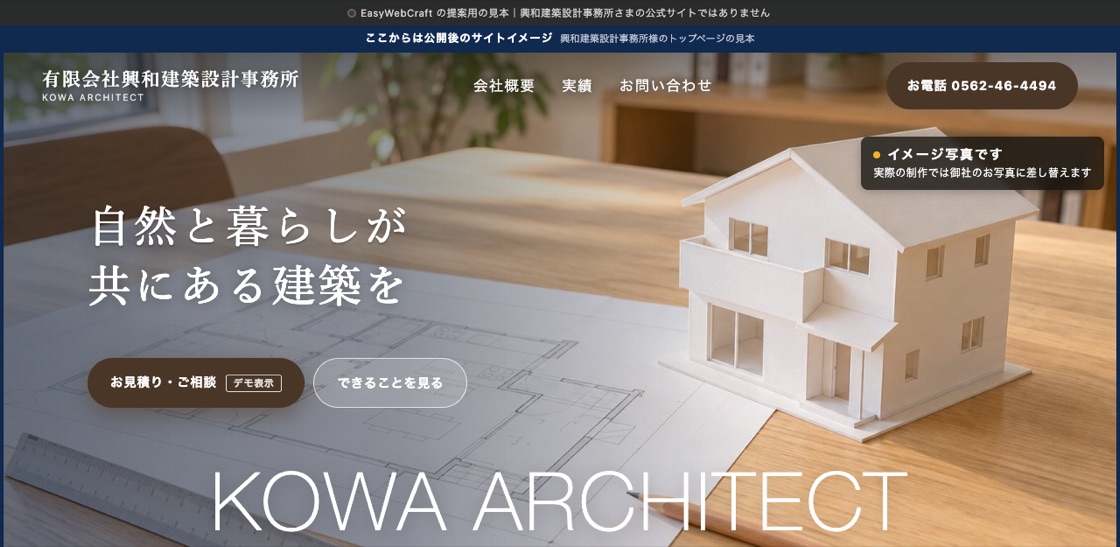 EasyWebCraft の提案用の見本｜興和建築設計事務所さまの公式サイトではありません
ここからは公開後のサイトイメージ 興和建築設計事務所様のトップページの見本
有限会社興和建築設計事務所
KOWA ARCHITECT
会社概要 実績 お問い合わせ
お電話 0562-46-4494
イメージ写真です
実際の制作では御社のお写真に差し替えます
自然と暮らしが
共にある建築を
お見積り・ご相談 デモ表示
できることを見る
KOWA ARCHITECT